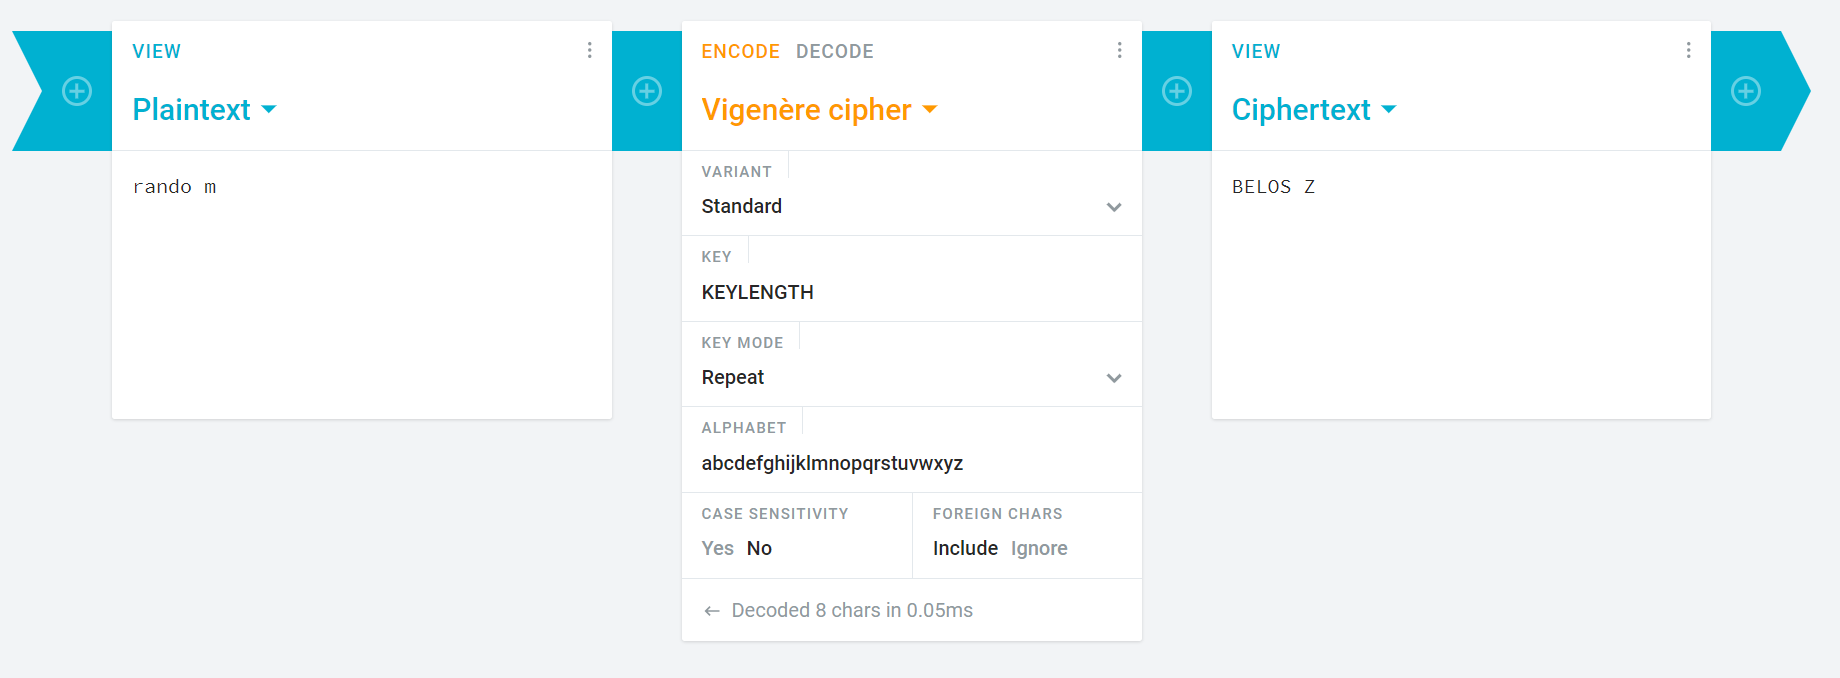 VIEW
Plaintext
rando m
ENCODE DECODE
Vigenère cipher
VARIANT
Standard
KEY
KEYLENGTH
KEY MODE
Repeat
ALPHABET
abcdefghijklmnopqrstuvwxyz
CASE SENSITIVITY
Yes No
FOREIGN CHARS
Include Ignore
← Decoded 8 chars in 0.05ms
VIEW
Ciphertext
BELOS Z